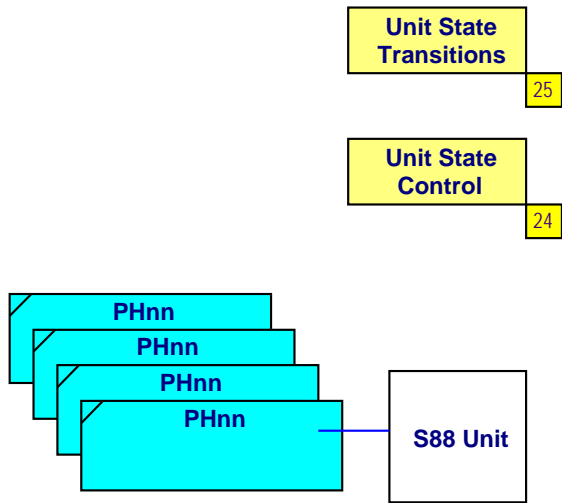 Unit State
Transitions
25
Unit State
Control
24
PHnn
PHnn
PHnn
PHnn
S88 Unit